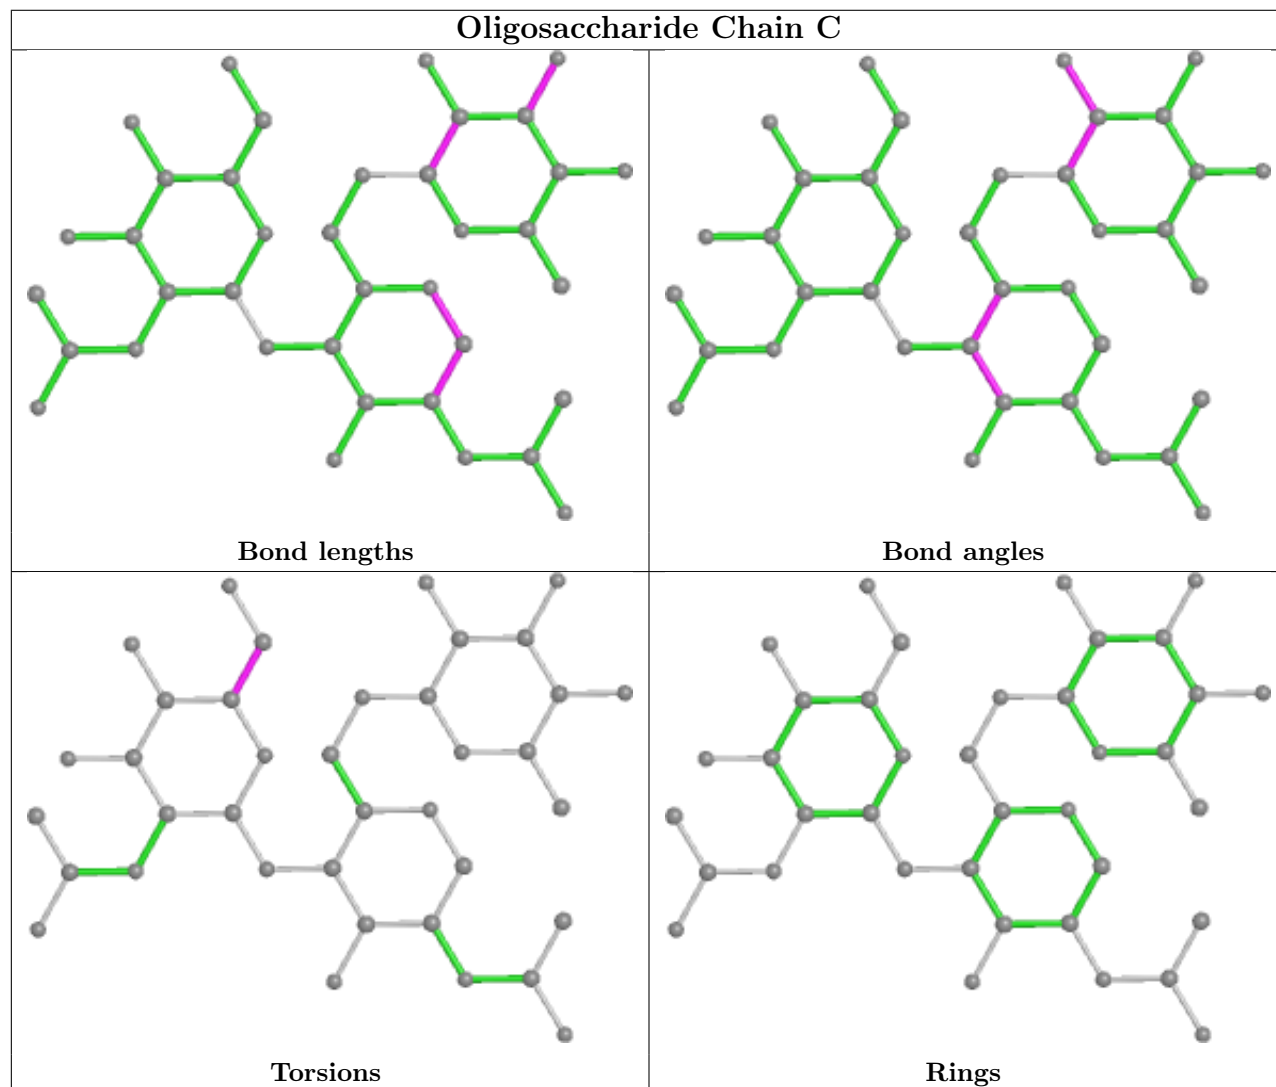 Oligosaccharide Chain C
Bond lengths
Bond angles
Torsions
Rings